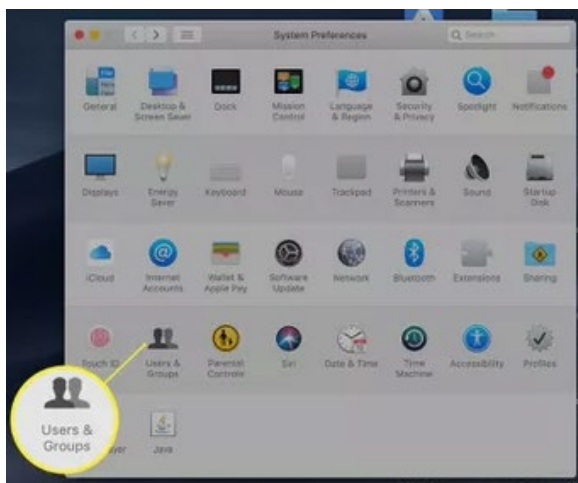 System Preferences
Search
General
Desktop &
Screen Saver
Dock
Mission
Control
Language
& Region
Security
& Privacy
Spotlight
Notifications
Displays
Energy
Saver
Keyboard
Mouse
Trackpad
Printers &
Scanners
Sound
Startup
Disk
iCloud
Internet
Accounts
Wallet &
Apple Pay
Software
Update
Network
Bluetooth
Extensions
Sharing
Touch ID
Users &
Groups
Parental
Controls
Siri
Date & Time
Time
Machine
Accessibility
Profiles
Users &
Groups
Java